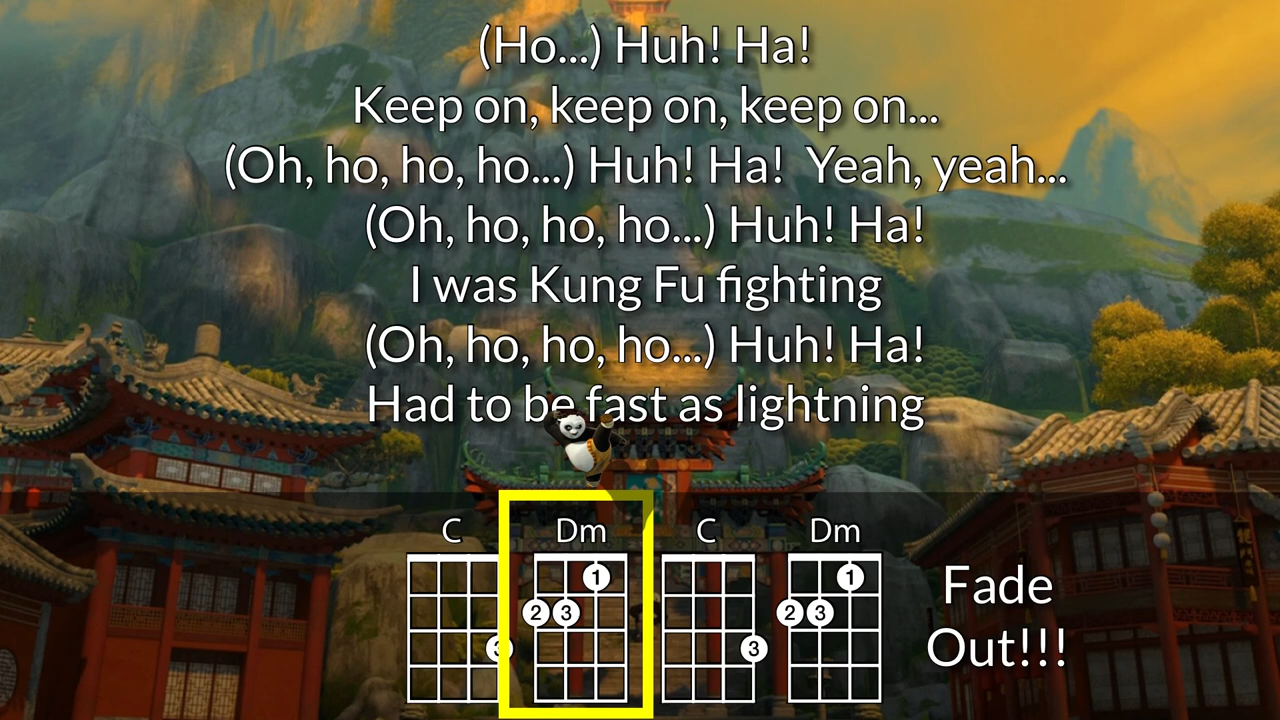 (Ho...) Huh! Ha!
Keep on, keep on, keep on...
(Oh, ho, ho, ho...) Huh! Ha!  Yeah, yeah...
(Oh, ho, ho, ho...) Huh! Ha!
I was Kung Fu fighting
(Oh, ho, ho, ho...) Huh! Ha!
Had to be fast as lightning
C Dm C Dm
1 1
2 3 2 3
3 3
Fade
Out!!!